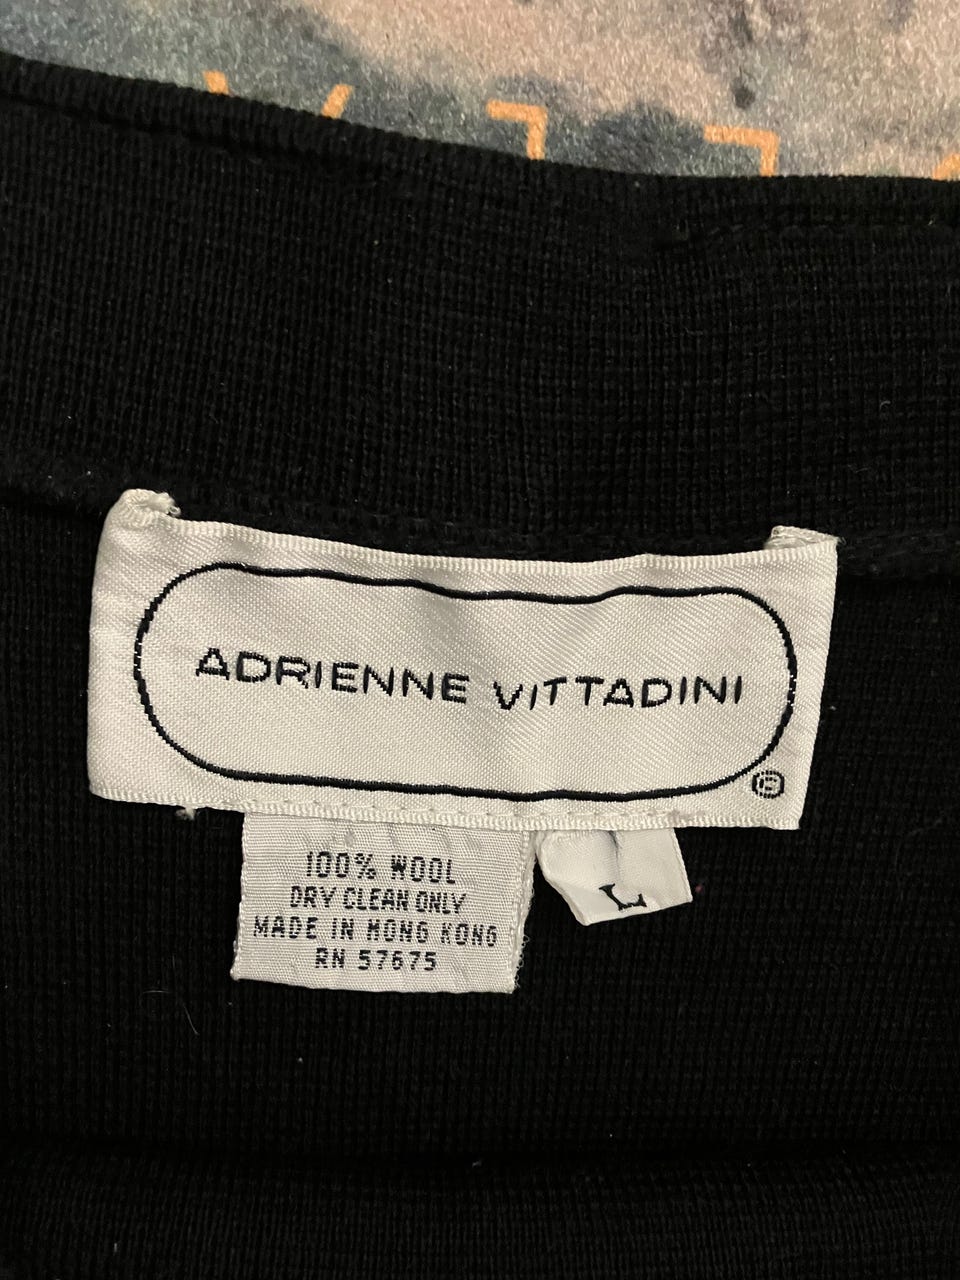 ADRIENNE VITTADINI
©
100% WOOL
DRY CLEAN ONLY
MADE IN HONG KONG
RN 57675
L